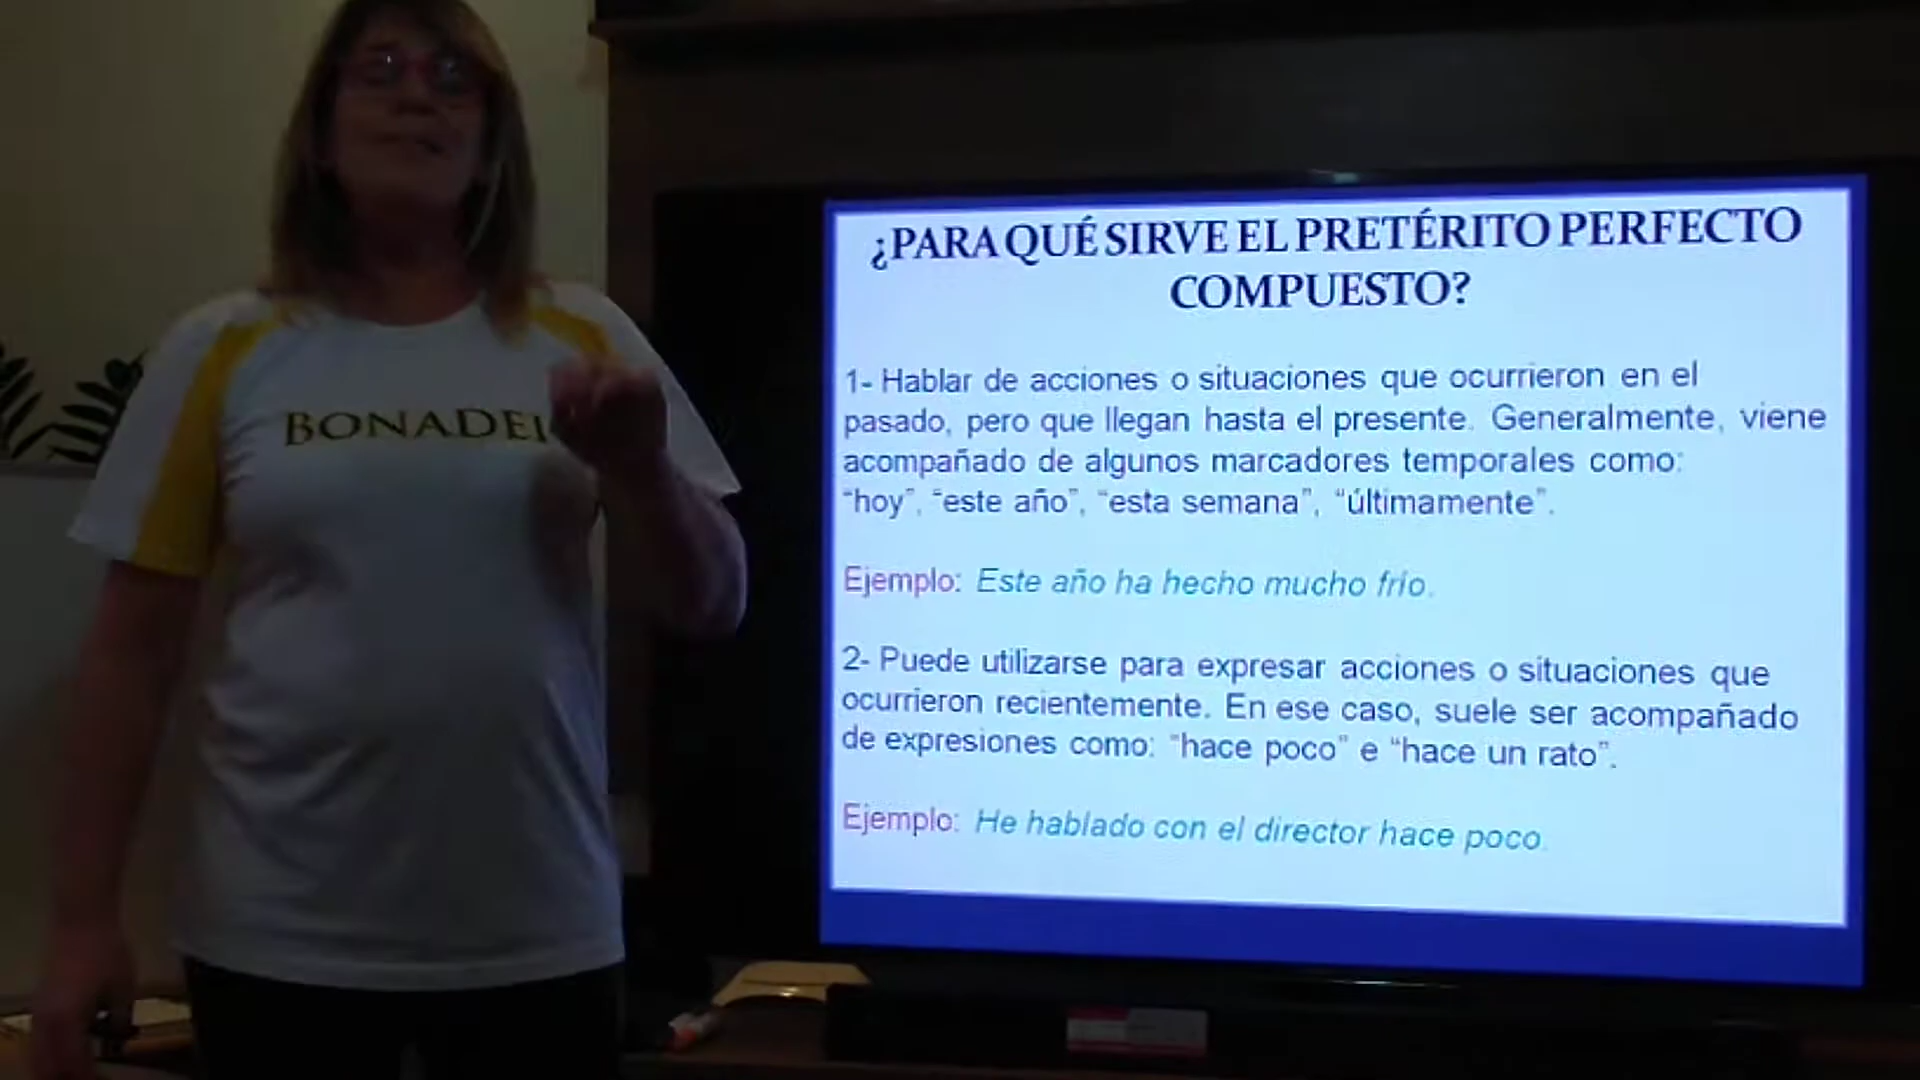 BONADEI
¿PARA QUÉ SIRVE EL PRETÉRITO PERFECTO
COMPUESTO?
1- Hablar de acciones o situaciones que ocurrieron en el
pasado, pero que llegan hasta el presente. Generalmente, viene
acompañado de algunos marcadores temporales como:
“hoy”, “este año”, “esta semana”, “últimamente”.
Ejemplo: Este año ha hecho mucho frío.
2- Puede utilizarse para expresar acciones o situaciones que
ocurrieron recientemente. En ese caso, suele ser acompañado
de expresiones como: “hace poco” e “hace un rato”.
Ejemplo: He hablado con el director hace poco.